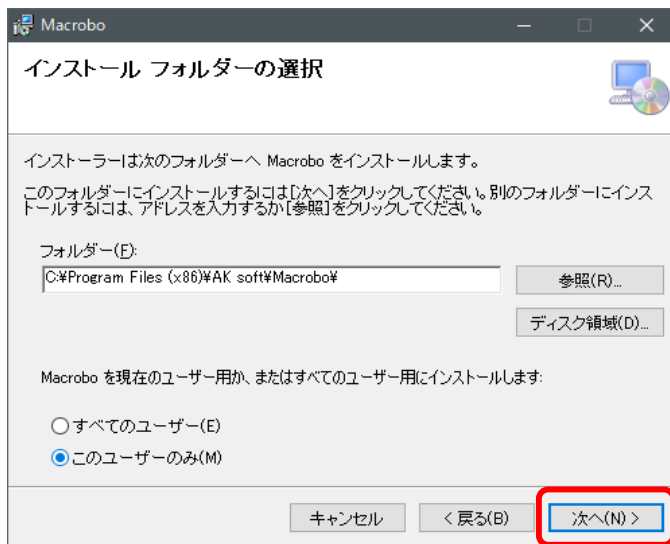 Macrobo
インストール フォルダーの選択
インストーラーは次のフォルダーへ Macrobo をインストールします。
このフォルダーにインストールするには[次へ]をクリックしてください。別のフォルダーにインス
トールするには、アドレスを入力するか[参照]をクリックしてください。
フォルダー(F):
C:¥Program Files (x86)¥AK soft¥Macrobo¥
参照(R)...
ディスク領域(D)...
Macrobo を現在のユーザー用か、またはすべてのユーザー用にインストールします:
すべてのユーザー(E)
このユーザーのみ(M)
キャンセル
< 戻る(B)
次へ(N) >